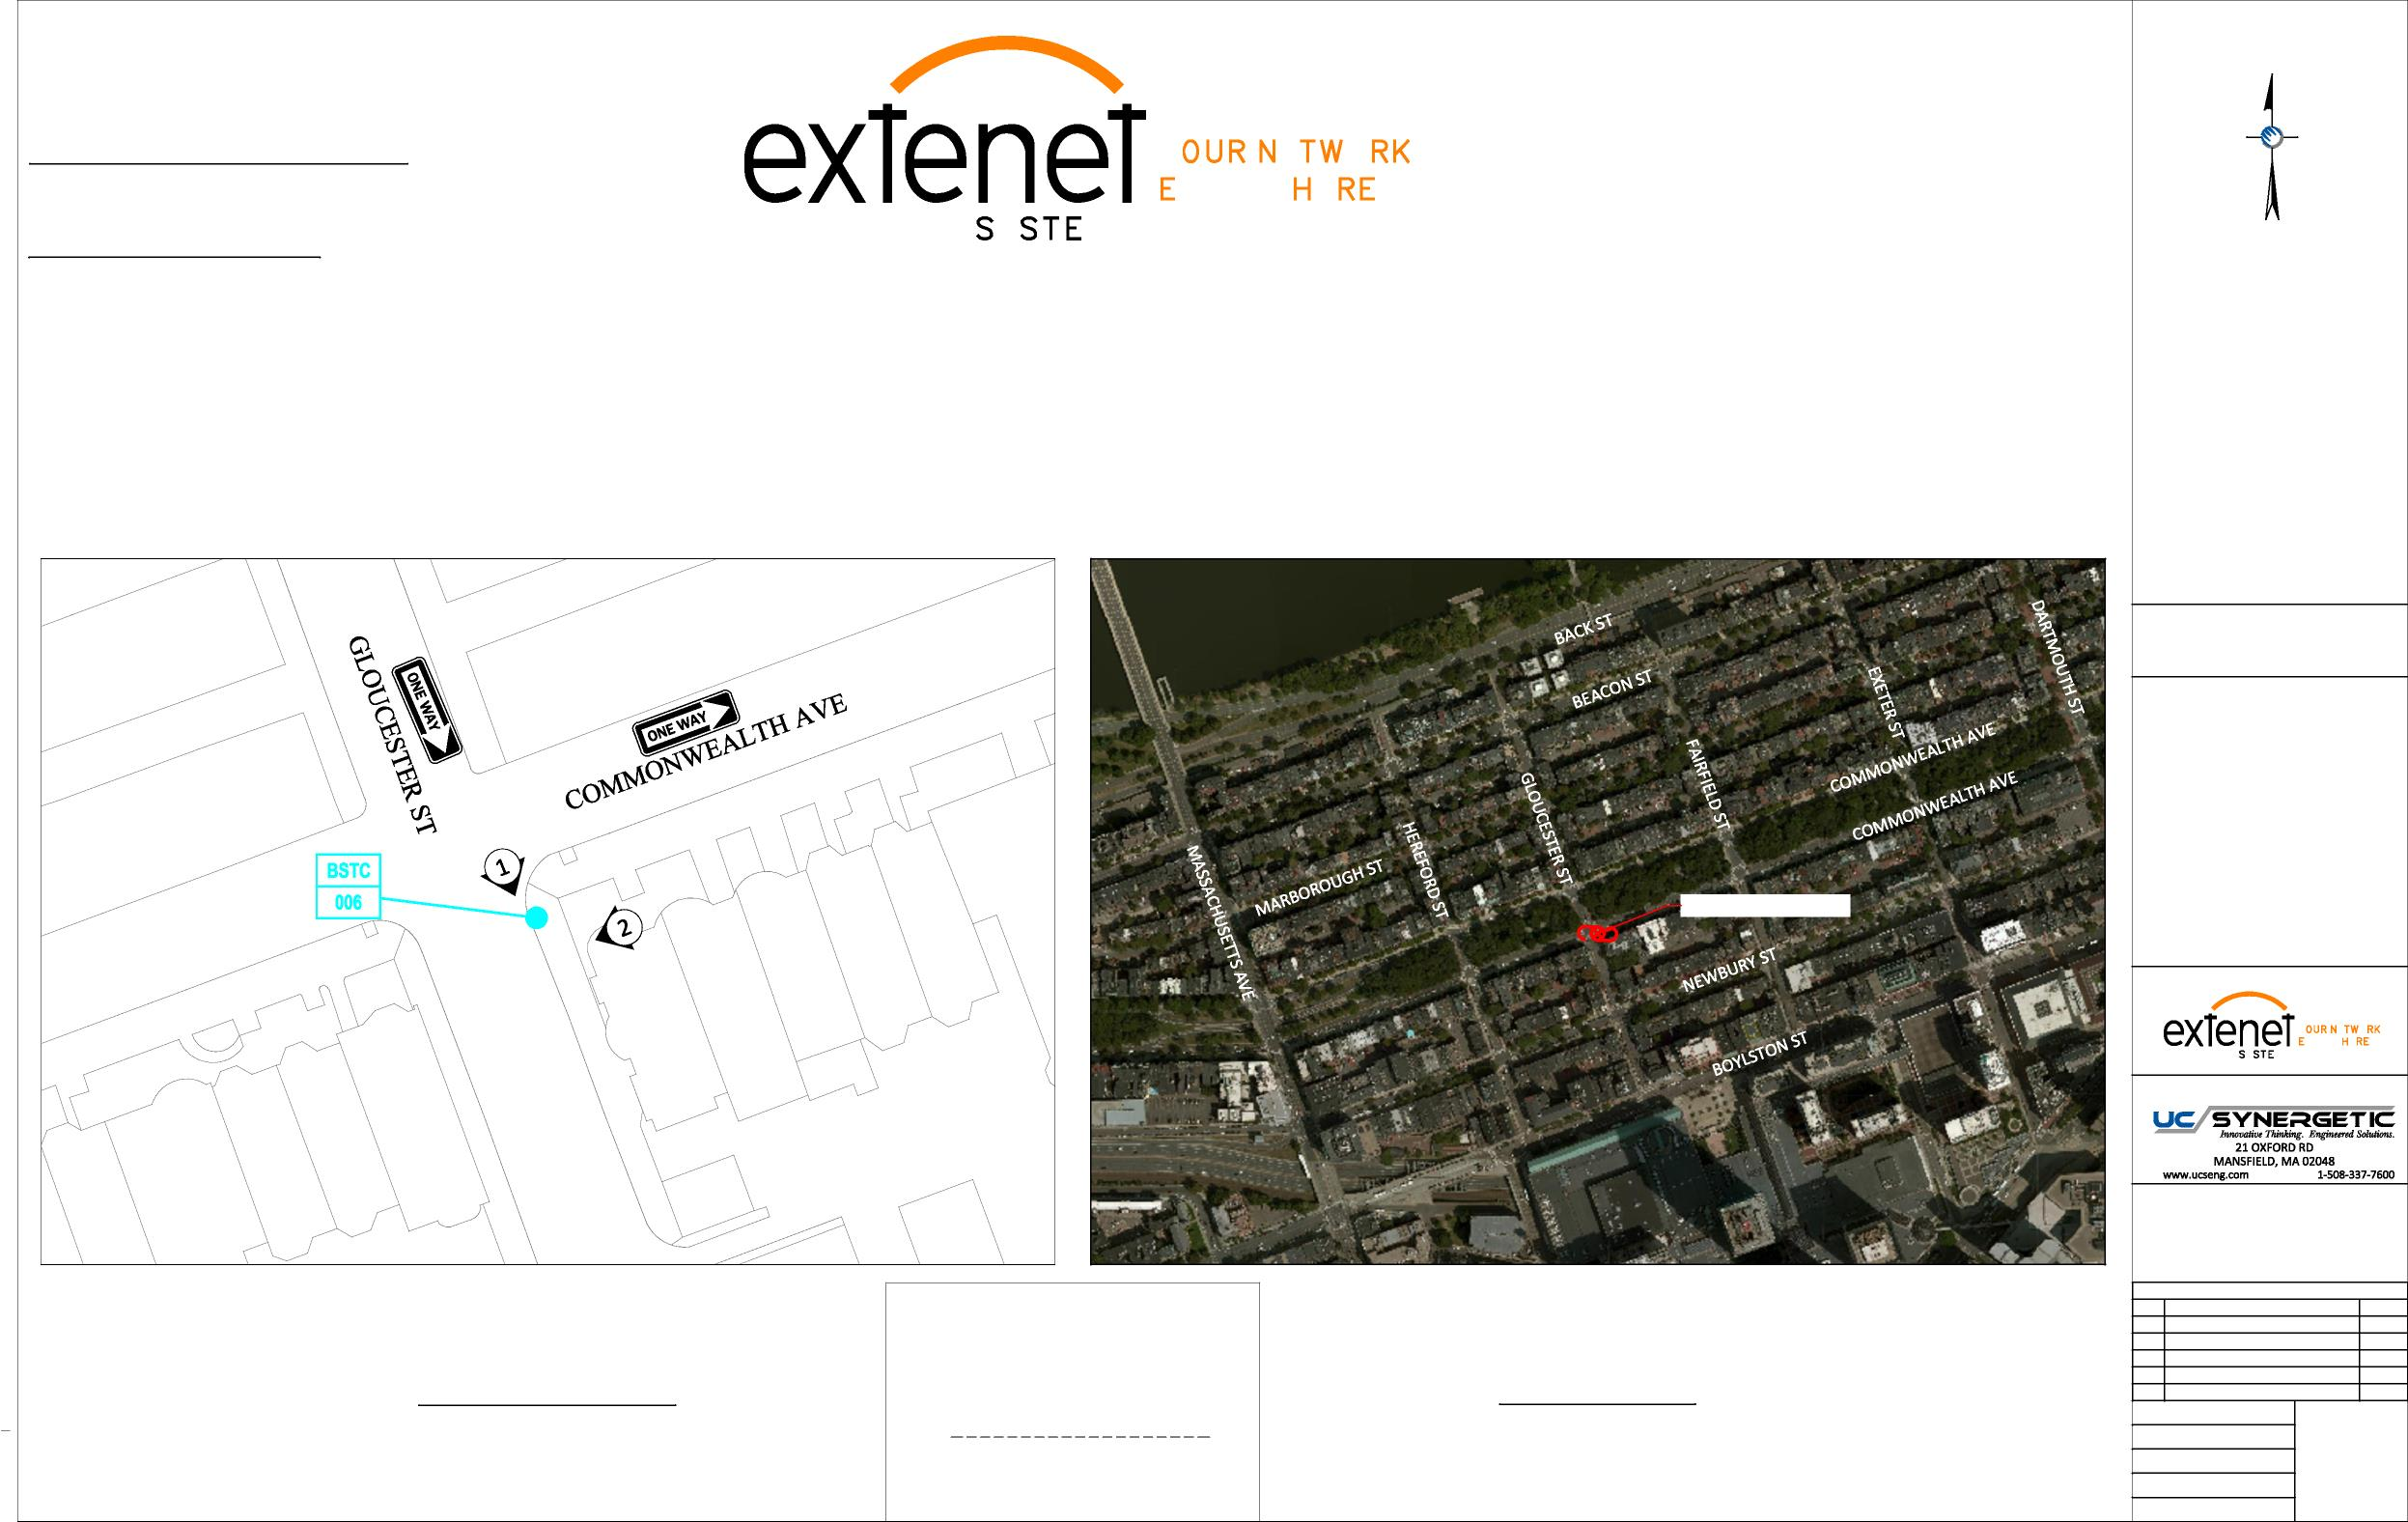 extenet
OUR N TW RK
E H RE
S STE
GLOUCESTER ST
ONE WAY
ONE WAY
COMMONWEALTH AVE
BSTC
006
1
2
BACK ST
BEACON ST
DARTMOUTH ST
EXETER ST
COMMONWEALTH AVE
COMMONWEALTH AVE
FAIRFIELD ST
GLOUCESTER ST
HEREFORD ST
MARBOROUGH ST
MASSACHUSETTS AVE
NEWBURY ST
BOYLSTON ST
extenet
OUR N TW RK
E H RE
S STE
UC SYNERGETIC
Innovative Thinking. Engineered Solutions.
21 OXFORD RD
MANSFIELD, MA 02048
www.ucseng.com 1-508-337-7600